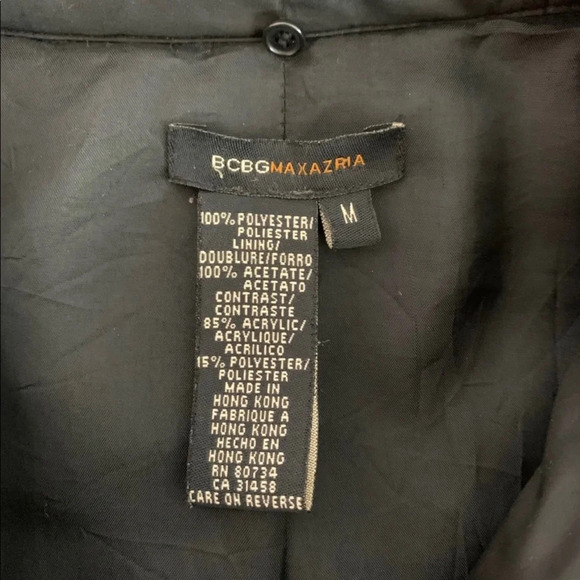 BCBGMAXAZRIA
M
100% POLYESTER/
POLIESTER
LINING/
DOUBLURE/FORRO
100% ACETATE/
ACETATO
CONTRAST/
CONTRASTE
85% ACRYLIC/
ACRYLIQUE/
ACRILICO
15% POLYESTER/
POLIESTER
MADE IN
HONG KONG
FABRIQUE A
HONG KONG
HECHO EN
HONG KONG
RN 80734
CA 31458
CARE ON REVERSE